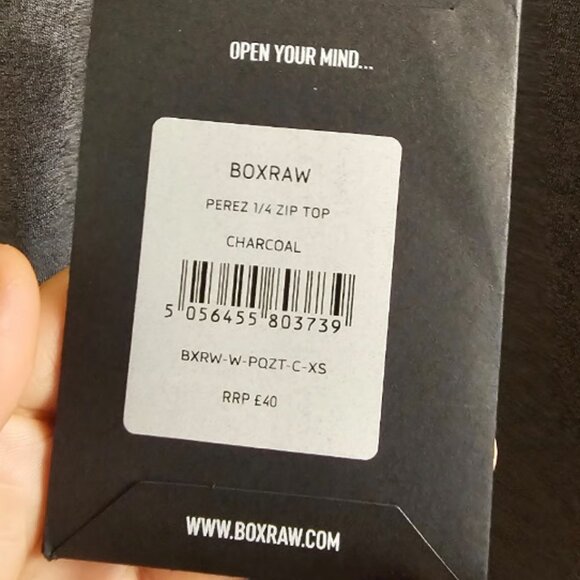 OPEN YOUR MIND...
BOXRAW
PEREZ 1/4 ZIP TOP
CHARCOAL
5 056455 803739
BXRW-W-PQZT-C-XS
RRP £40
WWW.BOXRAW.COM